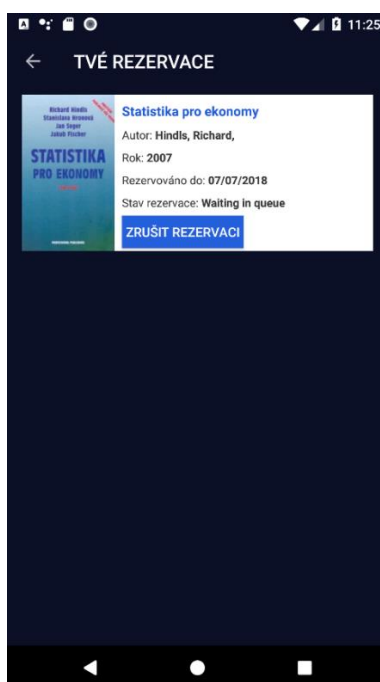 11:25
TVÉ REZERVACE
Richard Hindls
Stanislava Hronová
Jan Seger
Jakub Fischer
STATISTIKA
PRO EKONOMY
Statistika pro ekonomy
Autor: Hindls, Richard,
Rok: 2007
Rezervováno do: 07/07/2018
Stav rezervace: Waiting in queue
ZRUŠIT REZERVACI